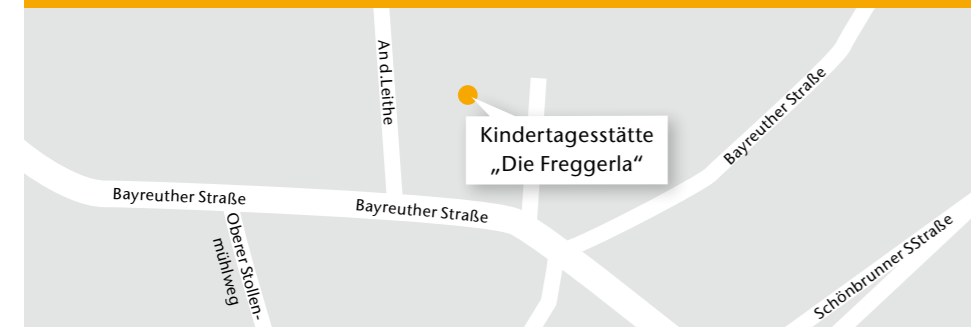 An d.Leithe
Bayreuther Straße
Kindertagesstätte
„Die Freggerla“
Bayreuther Straße
Bayreuther Straße
Oberer Stollen-
mühlweg
Schönbrunner SStraße